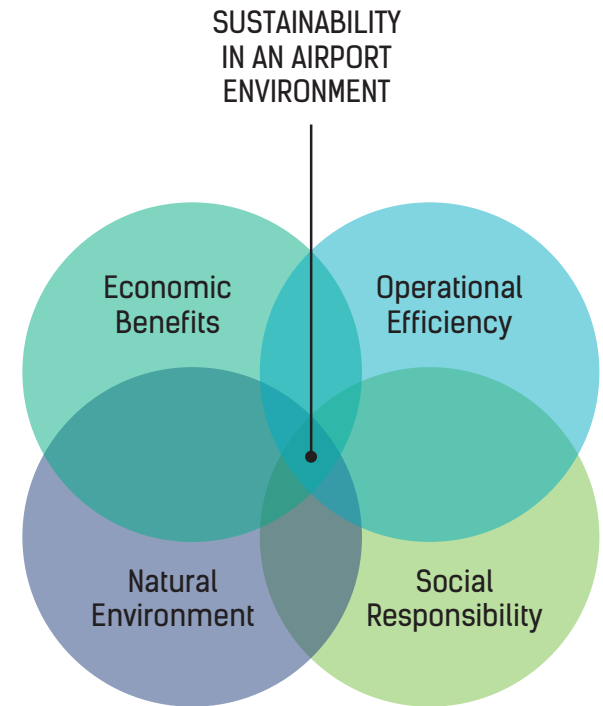 SUSTAINABILITY
IN AN AIRPORT
ENVIRONMENT
Economic
Benefits
Operational
Efficiency
Natural
Environment
Social
Responsibility